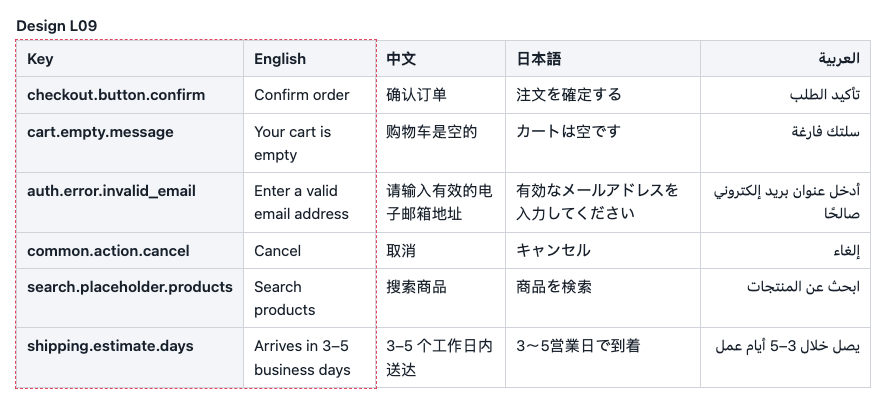 Design L09
Key English 中文 日本語 العربية
checkout.button.confirm Confirm order 确认订单 注文を確定する تأكيد الطلب
cart.empty.message Your cart is empty 购物车是空的 カートは空です سلتك فارغة
auth.error.invalid_email Enter a valid email address 请输入有效的电子邮箱地址 有効なメールアドレスを入力してください أدخل عنوان بريد إلكتروني صالحًا
common.action.cancel Cancel 取消 キャンセル إلغاء
search.placeholder.products Search products 搜索商品 商品を検索 ابحث عن المنتجات
shipping.estimate.days Arrives in 3–5 business days 3–5 个工作日内送达 3〜5営業日で到着 يصل خلال 3–5 أيام عمل